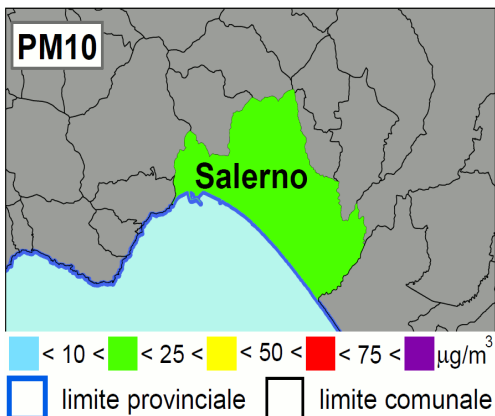 PM10
Salerno
< 10 < < 25 < < 50 < < 75 < µg/m³
limite provinciale limite comunale